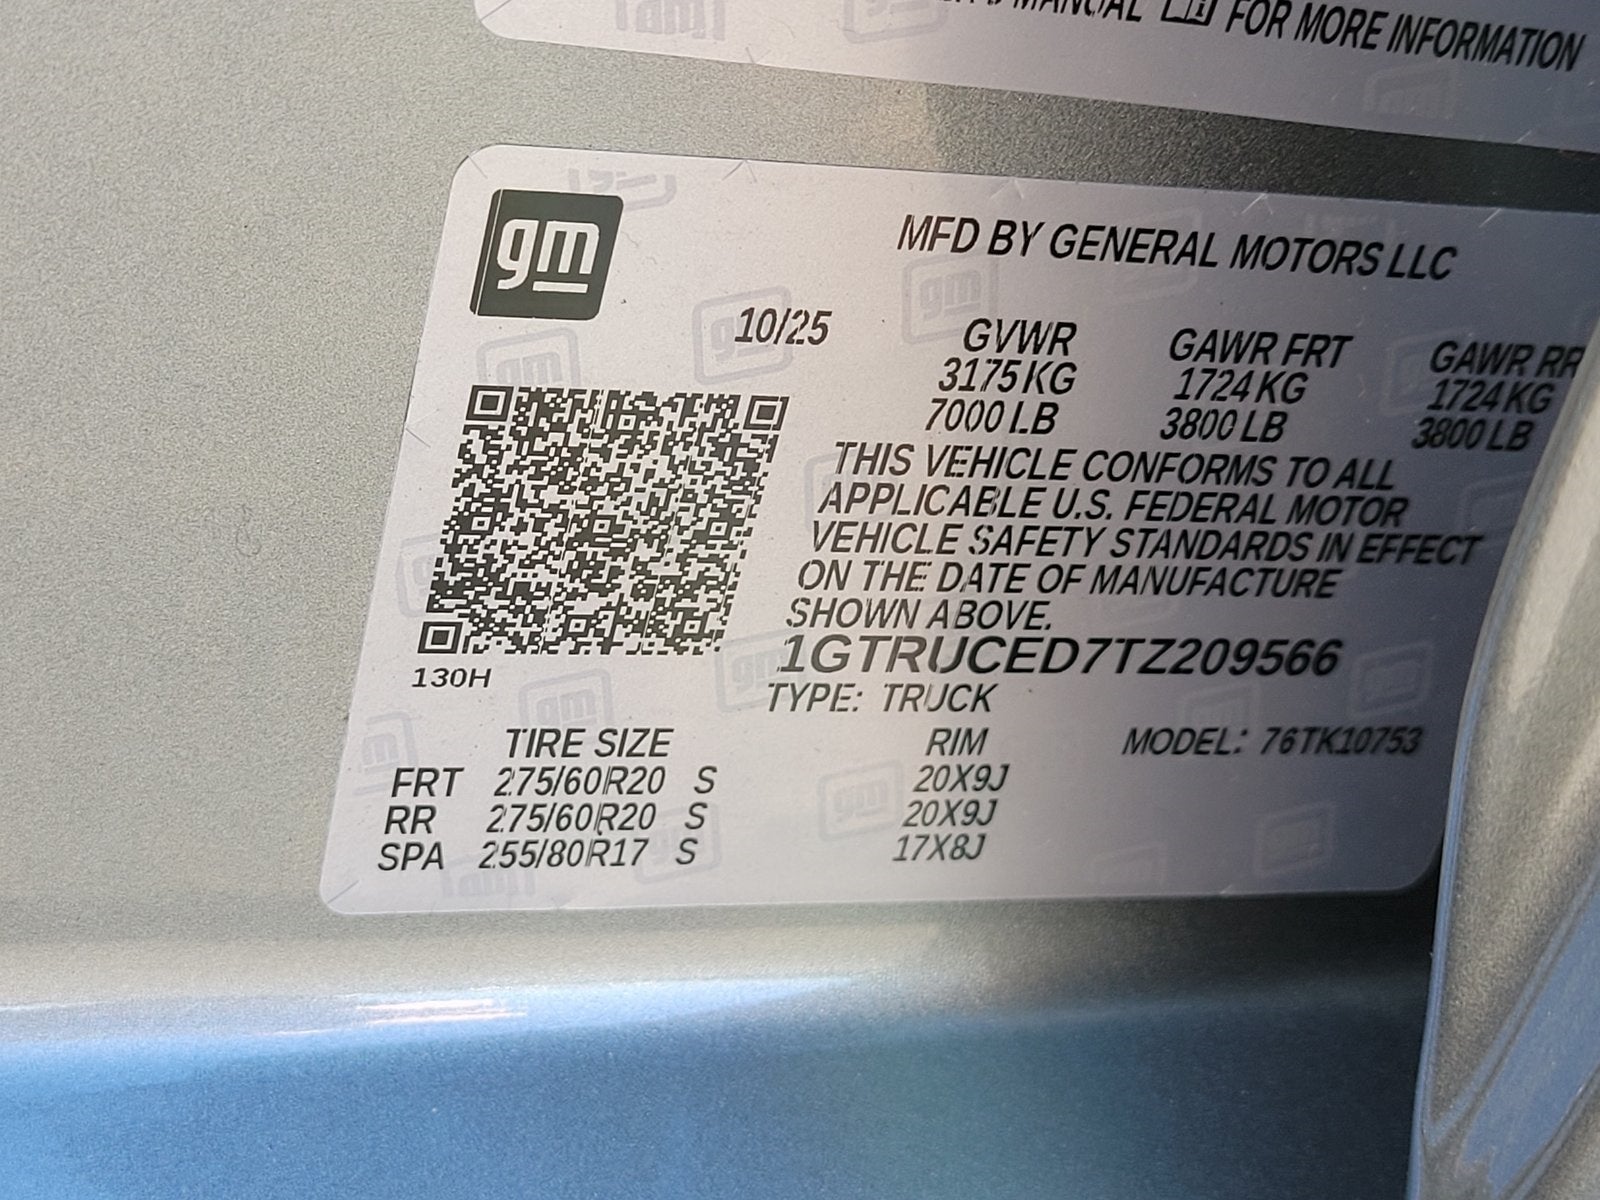 MANUAL FOR MORE INFORMATION
gm
MFD BY GENERAL MOTORS LLC
10/25
GVWR GAWR FRT GAWR RR
3175 KG 1724 KG 1724 KG
7000 LB 3800 LB 3800 LB
THIS VEHICLE CONFORMS TO ALL
APPLICABLE U.S. FEDERAL MOTOR
VEHICLE SAFETY STANDARDS IN EFFECT
ON THE DATE OF MANUFACTURE
SHOWN ABOVE.
1GTRUCED7TZ209566
130H
TYPE: TRUCK
TIRE SIZE RIM MODEL: 76TK10753
FRT 275/60R20 S 20X9J
RR 275/60R20 S 20X9J
SPA 255/80R17 S 17X8J